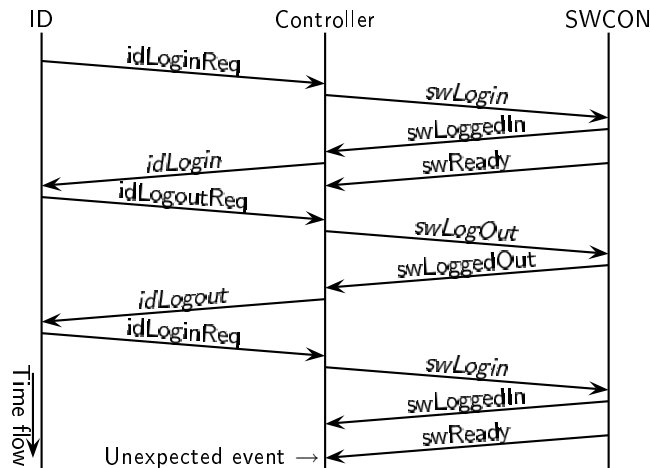 ID Controller SWCON
idLoginReq
swLogin
swLoggedIn
idLogin
swReady
idLogoutReq
swLogOut
swLoggedOut
idLogout
idLoginReq
swLogin
Time flow
swLoggedIn
swReady
Unexpected event →